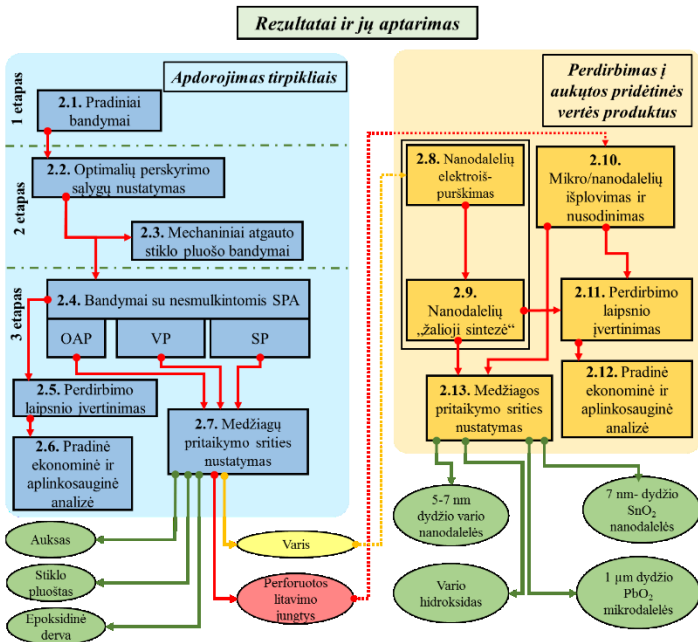 Rezultatai ir jų aptarimas
Apdorojimas tirpikliais
1 etapas
2.1. Pradiniai
bandymai
2 etapas
2.2. Optimalių perskyrimo
sąlygų nustatymas
2.3. Mechaniniai atgauto
stiklo pluošo bandymai
3 etapas
2.4. Bandymai su nesmulkintomis SPA
OAP
VP
SP
2.5. Perdirbimo
laipsnio įvertinimas
2.6. Pradinė
ekonominė ir
aplinkosauginė
analizė
2.7. Medžiagų
pritaikymo srities
nustatymas
Auksas
Stiklo
pluoštas
Epoksidinė
derva
Varis
Perforuotos
litavimo
jungtys
Perdirbimas į
aukųtos pridėtinės
vertės produktus
2.8. Nanodalelių
elektroiš-
purškimas
2.10.
Mikro/nanodalelių
išplovimas ir
nusodinimas
2.9.
Nanodalelių
„žalioji sintezė“
2.11. Perdirbimo
laipsnio
įvertinimas
2.12. Pradinė
ekonominė ir
aplinkosauginė
analizė
2.13. Medžiagos
pritaikymo srities
nustatymas
5-7 nm
dydžio vario
nanodalelės
7 nm- dydžio
SnO₂
nanodalelės
Vario
hidroksidas
1 µm dydžio
PbO₂
mikrodalelės